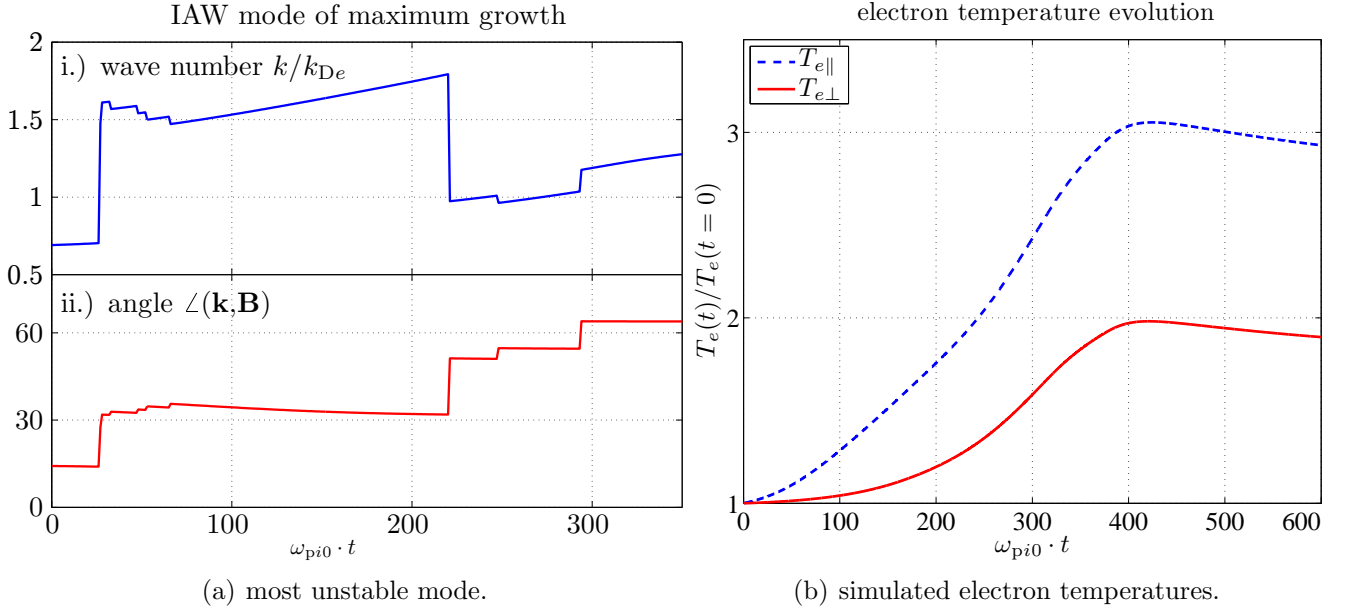 IAW mode of maximum growth
i.) wave number k/k_De
2
1.5
1
0.5
ii.) angle ∠(k,B)
60
30
0
0 100 200 300
ω_pi0 · t
(a) most unstable mode.
electron temperature evolution
T_e∥
T_e⊥
T_e(t)/T_e(t = 0)
3
2
1
0 100 200 300 400 500 600
ω_pi0 · t
(b) simulated electron temperatures.